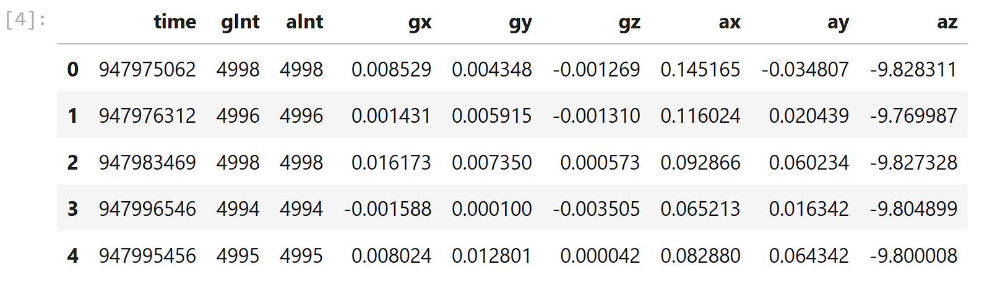 [4]: time gInt aInt gx gy gz ax ay az
0 947975062 4998 4998 0.008529 0.004348 -0.001269 0.145165 -0.034807 -9.828311
1 947976312 4996 4996 0.001431 0.005915 -0.001310 0.116024 0.020439 -9.769987
2 947983469 4998 4998 0.016173 0.007350 0.000573 0.092866 0.060234 -9.827328
3 947996546 4994 4994 -0.001588 0.000100 -0.003505 0.065213 0.016342 -9.804899
4 947995456 4995 4995 0.008024 0.012801 0.000042 0.082880 0.064342 -9.800008